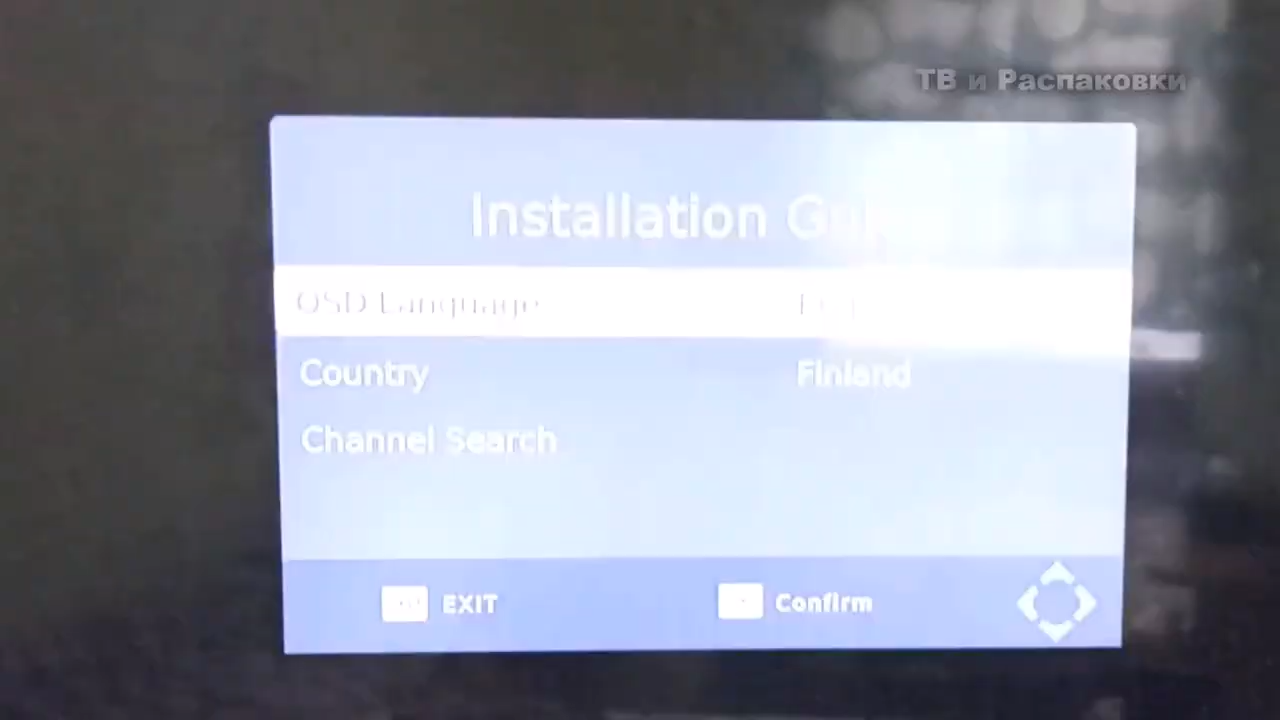 ТВ и Распаковки
Installation
OSD Language
Country Finland
Channel Search
EXIT Confirm